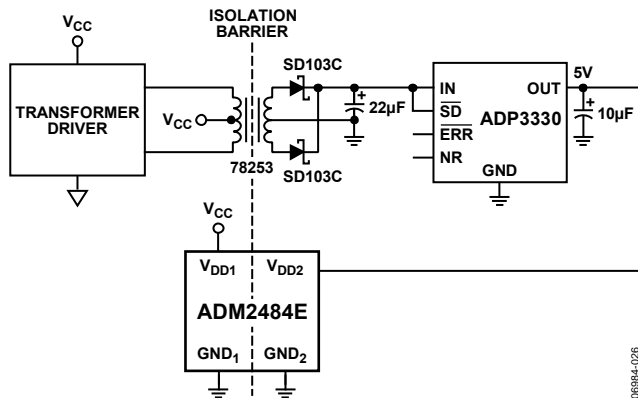 ISOLATION
BARRIER
VCC
SD103C
TRANSFORMER
DRIVER
VCC
22µF
78253
SD103C
IN
OUT
5V
SD
ADP3330
ERR
NR
GND
10µF
VCC
VDD1
VDD2
ADM2484E
GND1
GND2
06984-026